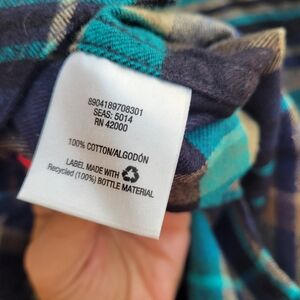 8904189708301
SEAS: 5014
RN 42000
100% COTTON/ALGODÓN
LABEL MADE WITH ♻
Recycled (100%) BOTTLE MATERIAL